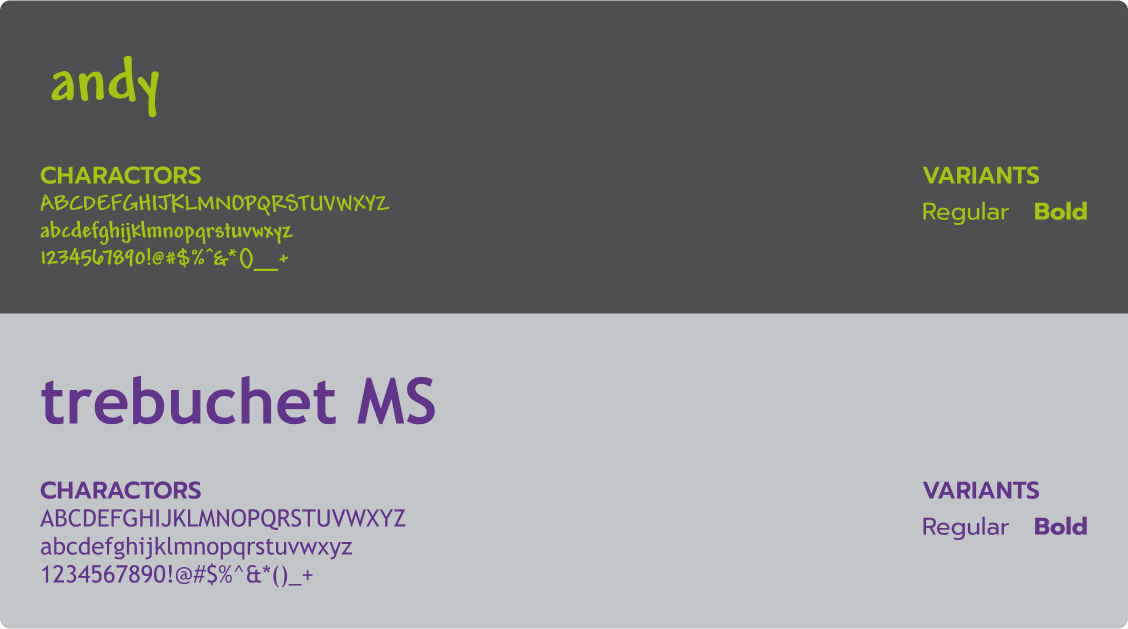 andy
CHARACTORS
ABCDEFGHIJKLMNOPQRSTUVWXYZ
abcdefghijklmnopqrstuvwxyz
1234567890!@#$%^&*()__+
VARIANTS
Regular Bold
trebuchet MS
CHARACTORS
ABCDEFGHIJKLMNOPQRSTUVWXYZ
abcdefghijklmnopqrstuvwxyz
1234567890!@#$%^&*()_+
VARIANTS
Regular Bold